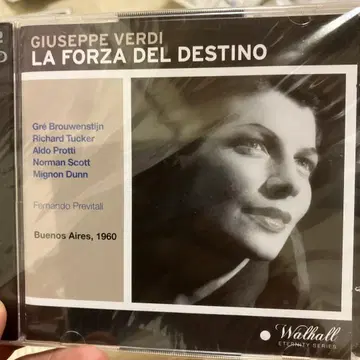 GIUSEPPE VERDI
LA FORZA DEL DESTINO
Gré Brouwenstijn
Richard Tucker
Aldo Protti
Norman Scott
Mignon Dunn
Fernando Previtali
Buenos Aires, 1960
Walhall
ETERNITY SERIES